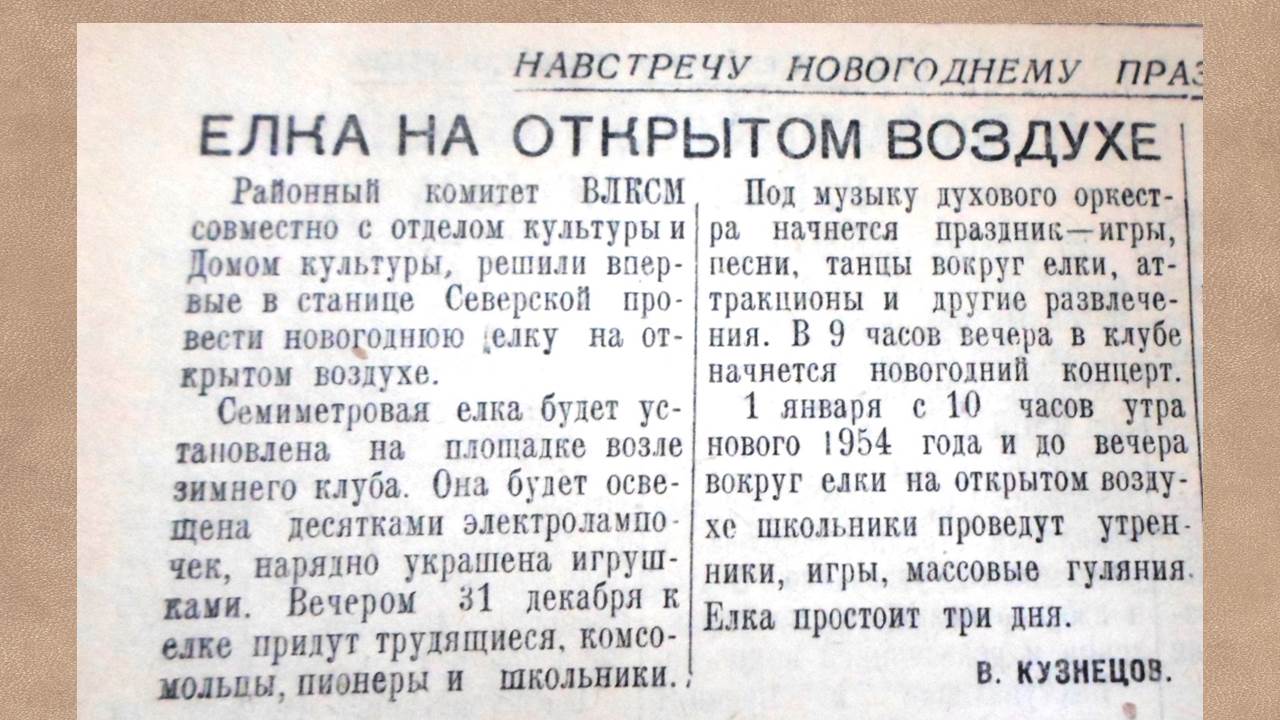 НАВСТРЕЧУ НОВОГОДНЕМУ ПРАЗ
ЕЛКА НА ОТКРЫТОМ ВОЗДУХЕ
Районный комитет ВЛКСМ
совместно с отделом культуры и
Домом культуры, решили впер-
вые в станице Северской про-
вести новогоднюю елку на от-
крытом воздухе.
Семиметровая елка будет ус-
тановлена на площадке возле
зимнего клуба. Она будет осве-
щена десятками электролампо-
чек, нарядно украшена игруш-
ками. Вечером 31 декабря к
елке придут трудящиеся, комсо-
мольцы, пионеры и школьники.
Под музыку духового оркест-
ра начнется праздник—игры,
песни, танцы вокруг елки, ат-
тракционы и другие развлече-
ния. В 9 часов вечера в клубе
начнется новогодний концерт.
1 января с 10 часов утра
нового 1954 года и до вечера
вокруг елки на открытом возду-
хе школьники проведут утрен-
ники, игры, массовые гуляния.
Елка простоит три дня.
В. КУЗНЕЦОВ.